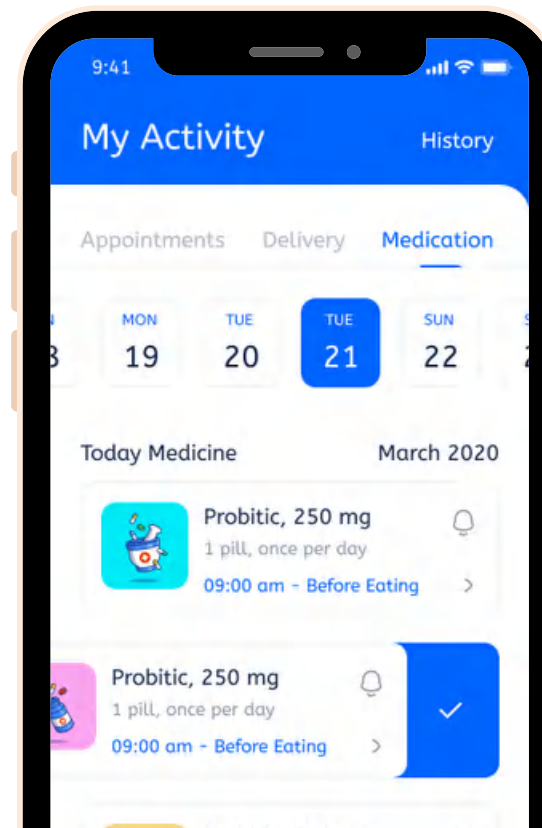 9:41
My Activity
History
Appointments Delivery Medication
MON TUE TUE SUN
19 20 21 22
Today Medicine March 2020
Probitic, 250 mg
1 pill, once per day
09:00 am - Before Eating
Probitic, 250 mg
1 pill, once per day
09:00 am - Before Eating